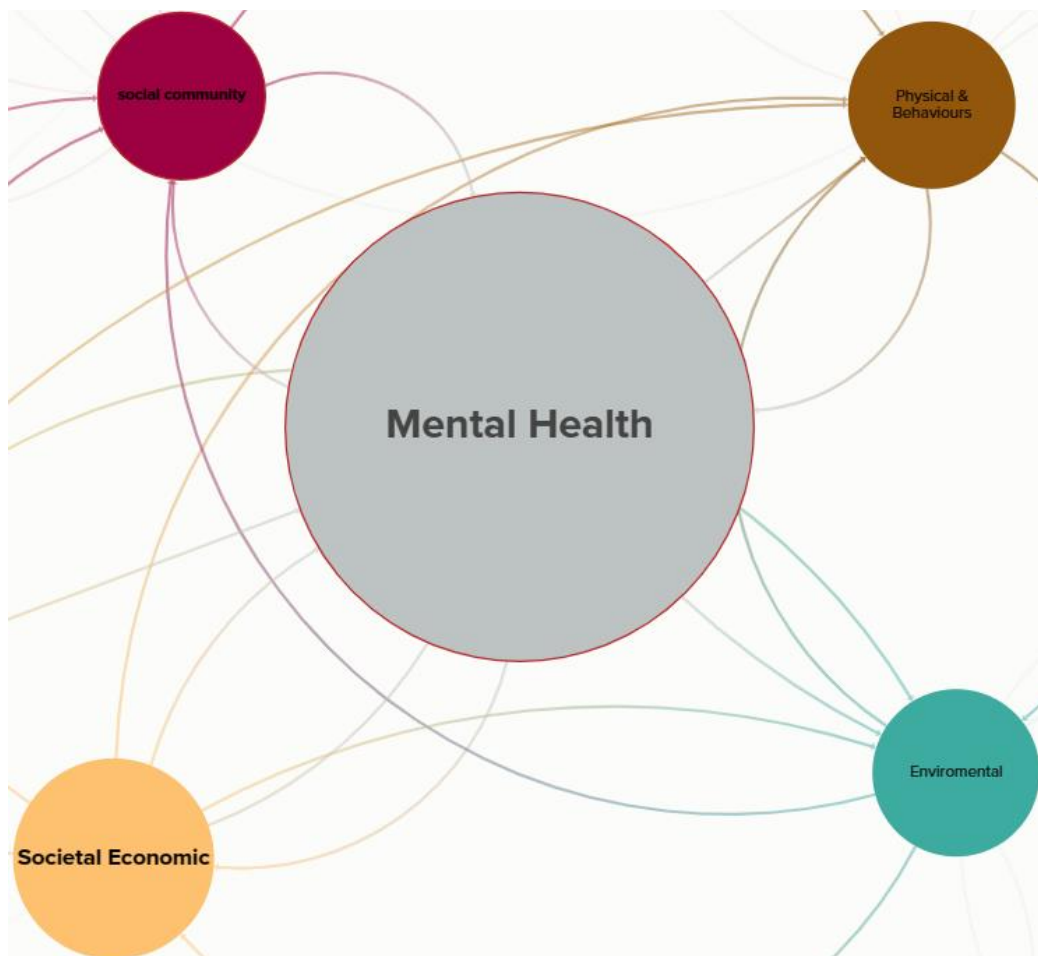 social community
Physical &
Behaviours
Mental Health
Enviromental
Societal Economic